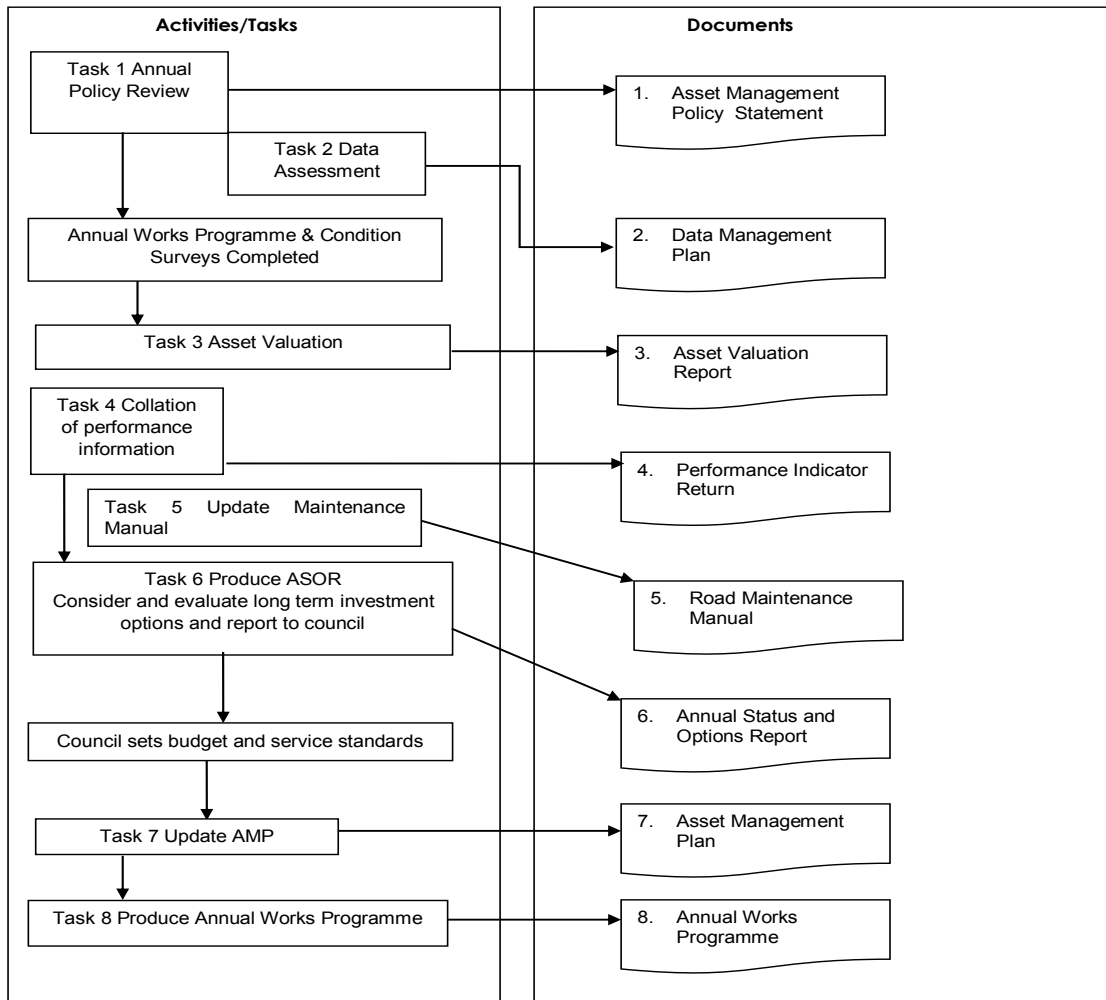 Activities/Tasks
Task 1 Annual
Policy Review
Task 2 Data
Assessment
Annual Works Programme & Condition
Surveys Completed
Task 3 Asset Valuation
Task 4 Collation
of performance
information
Task 5 Update Maintenance
Manual
Task 6 Produce ASOR
Consider and evaluate long term investment
options and report to council
Council sets budget and service standards
Task 7 Update AMP
Task 8 Produce Annual Works Programme
Documents
1. Asset Management
Policy Statement
2. Data Management
Plan
3. Asset Valuation
Report
4. Performance Indicator
Return
5. Road Maintenance
Manual
6. Annual Status and
Options Report
7. Asset Management
Plan
8. Annual Works
Programme